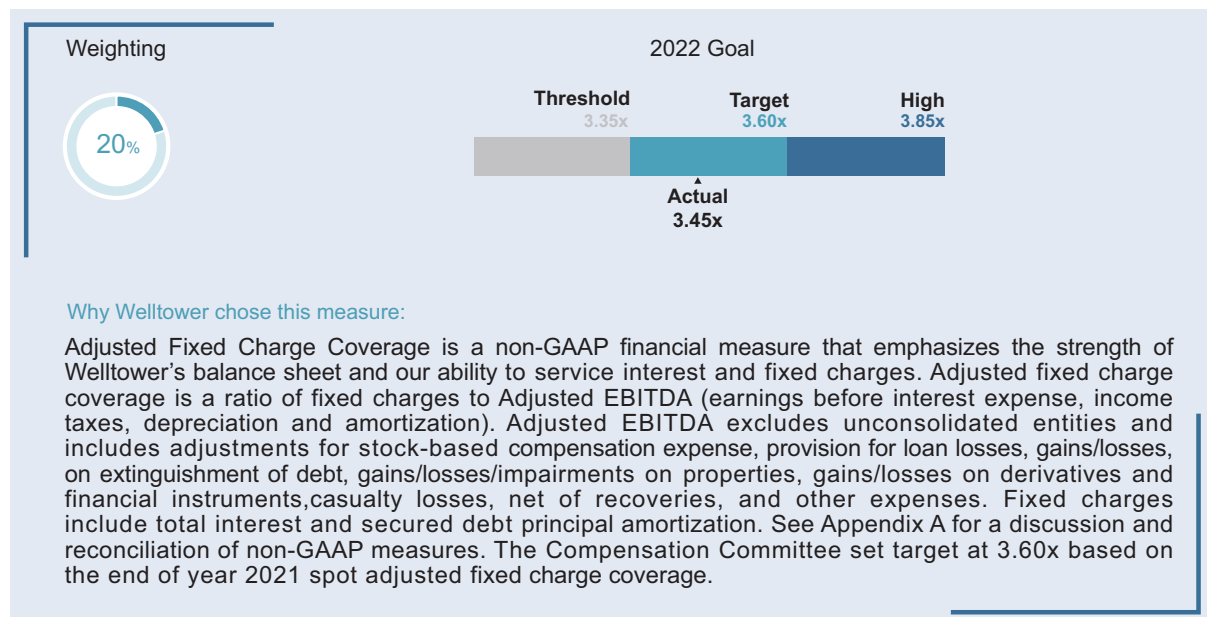 Weighting
2022 Goal
Threshold Target High
3.35x 3.60x 3.85x
20%
Actual
3.45x
Why Welltower chose this measure:
Adjusted Fixed Charge Coverage is a non-GAAP financial measure that emphasizes the strength of
Welltower’s balance sheet and our ability to service interest and fixed charges. Adjusted fixed charge
coverage is a ratio of fixed charges to Adjusted EBITDA (earnings before interest expense, income
taxes, depreciation and amortization). Adjusted EBITDA excludes unconsolidated entities and
includes adjustments for stock-based compensation expense, provision for loan losses, gains/losses,
on extinguishment of debt, gains/losses/impairments on properties, gains/losses on derivatives and
financial instruments,casualty losses, net of recoveries, and other expenses. Fixed charges
include total interest and secured debt principal amortization. See Appendix A for a discussion and
reconciliation of non-GAAP measures. The Compensation Committee set target at 3.60x based on
the end of year 2021 spot adjusted fixed charge coverage.